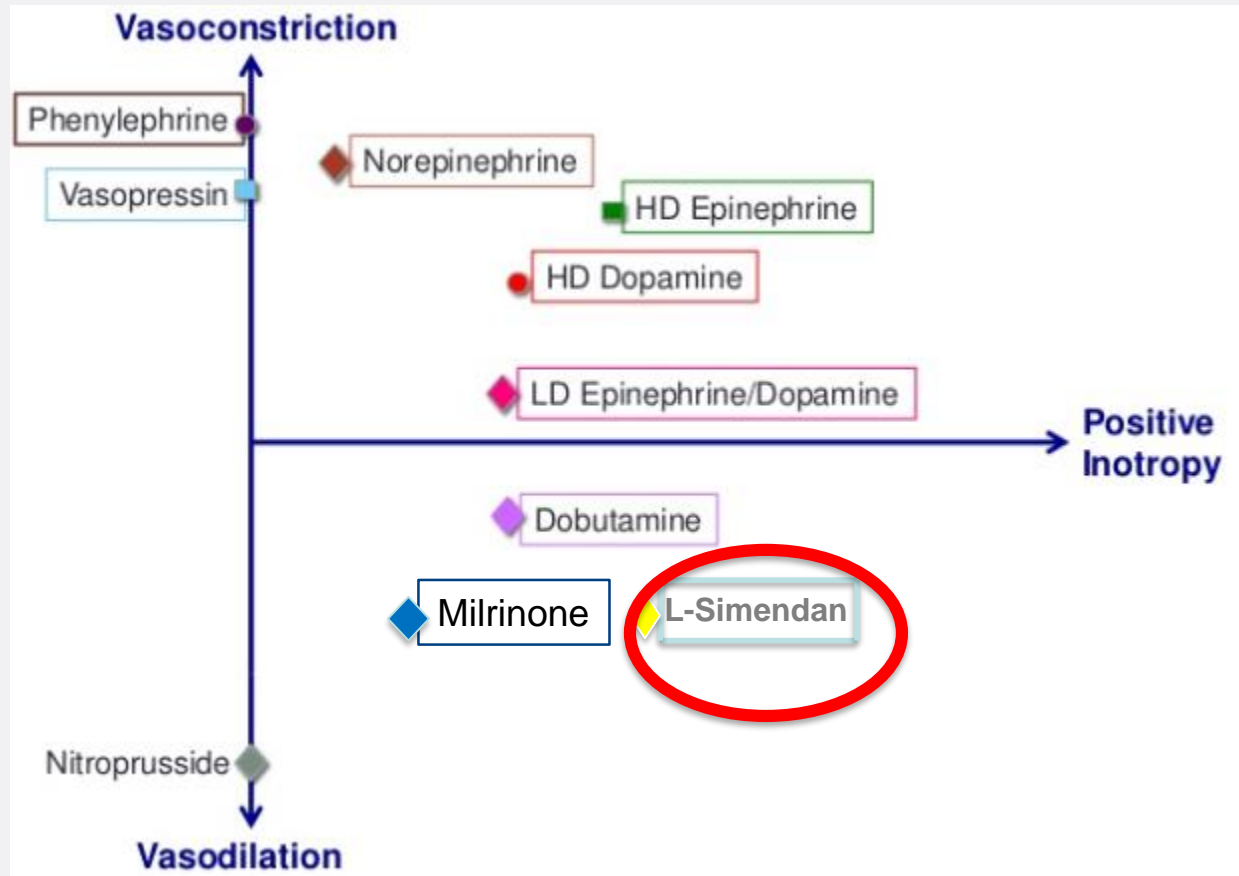 Vasoconstriction
Phenylephrine
Norepinephrine
Vasopressin
HD Epinephrine
HD Dopamine
LD Epinephrine/Dopamine
Positive
Inotropy
Dobutamine
Milrinone
L-Simendan
Nitroprusside
Vasodilation